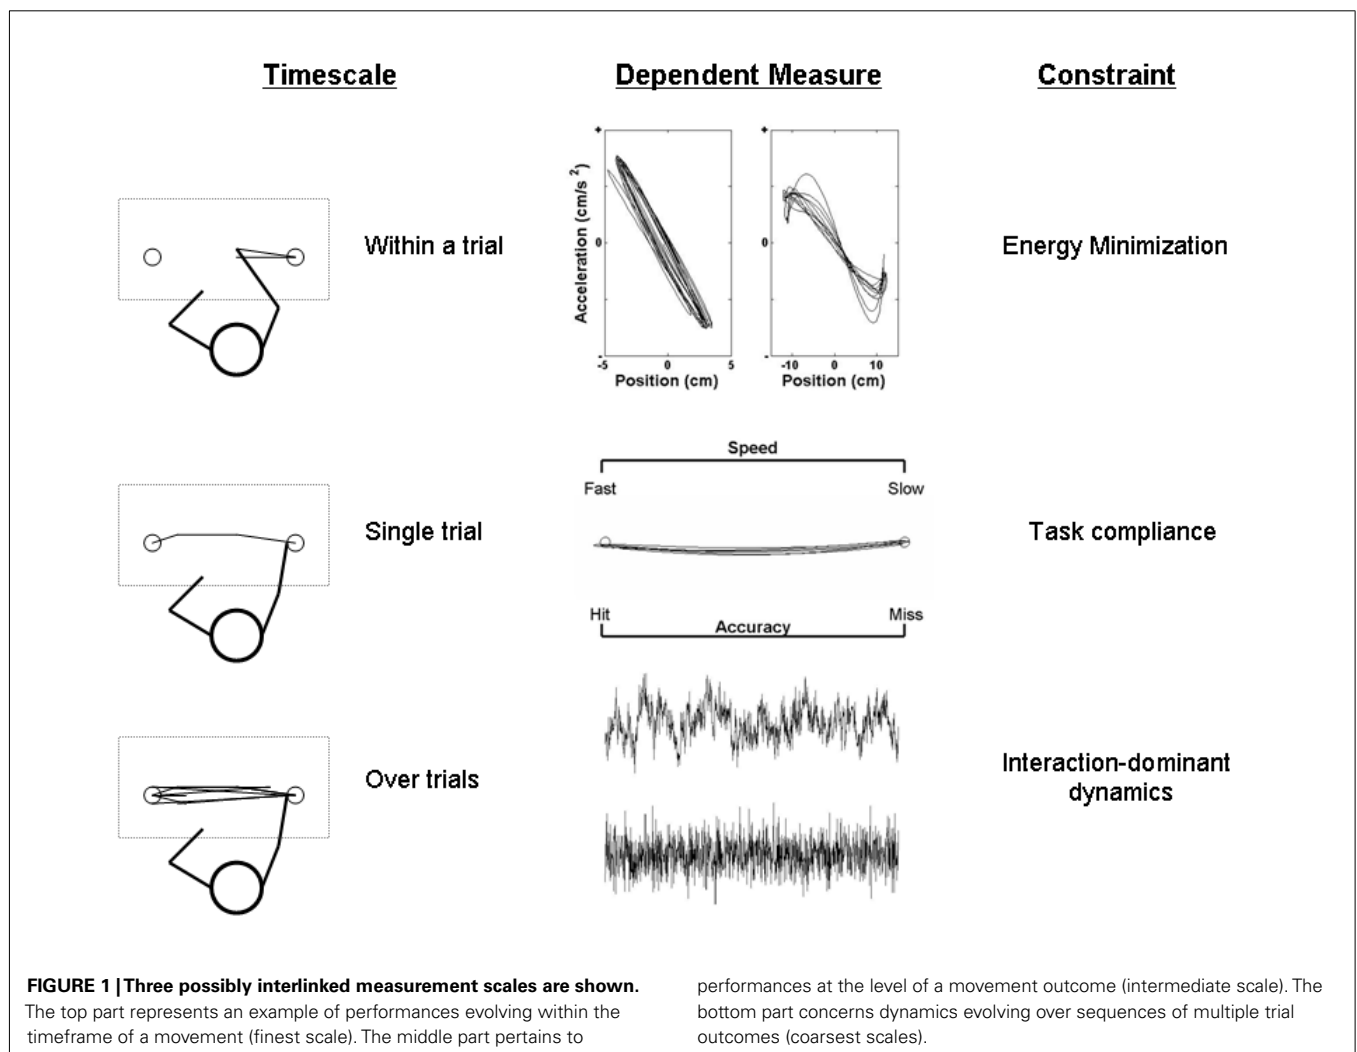 Timescale
Dependent Measure
Constraint
Within a trial
+
0
-
Acceleration (cm/s²)
-5 0 5
Position (cm)
+
0
-
-10 0 10
Position (cm)
Energy Minimization
Single trial
Speed
Fast Slow
Hit Miss
Accuracy
Task compliance
Over trials
Interaction-dominant
dynamics
FIGURE 1 | Three possibly interlinked measurement scales are shown.
The top part represents an example of performances evolving within the
timeframe of a movement (finest scale). The middle part pertains to
performances at the level of a movement outcome (intermediate scale). The
bottom part concerns dynamics evolving over sequences of multiple trial
outcomes (coarsest scales).